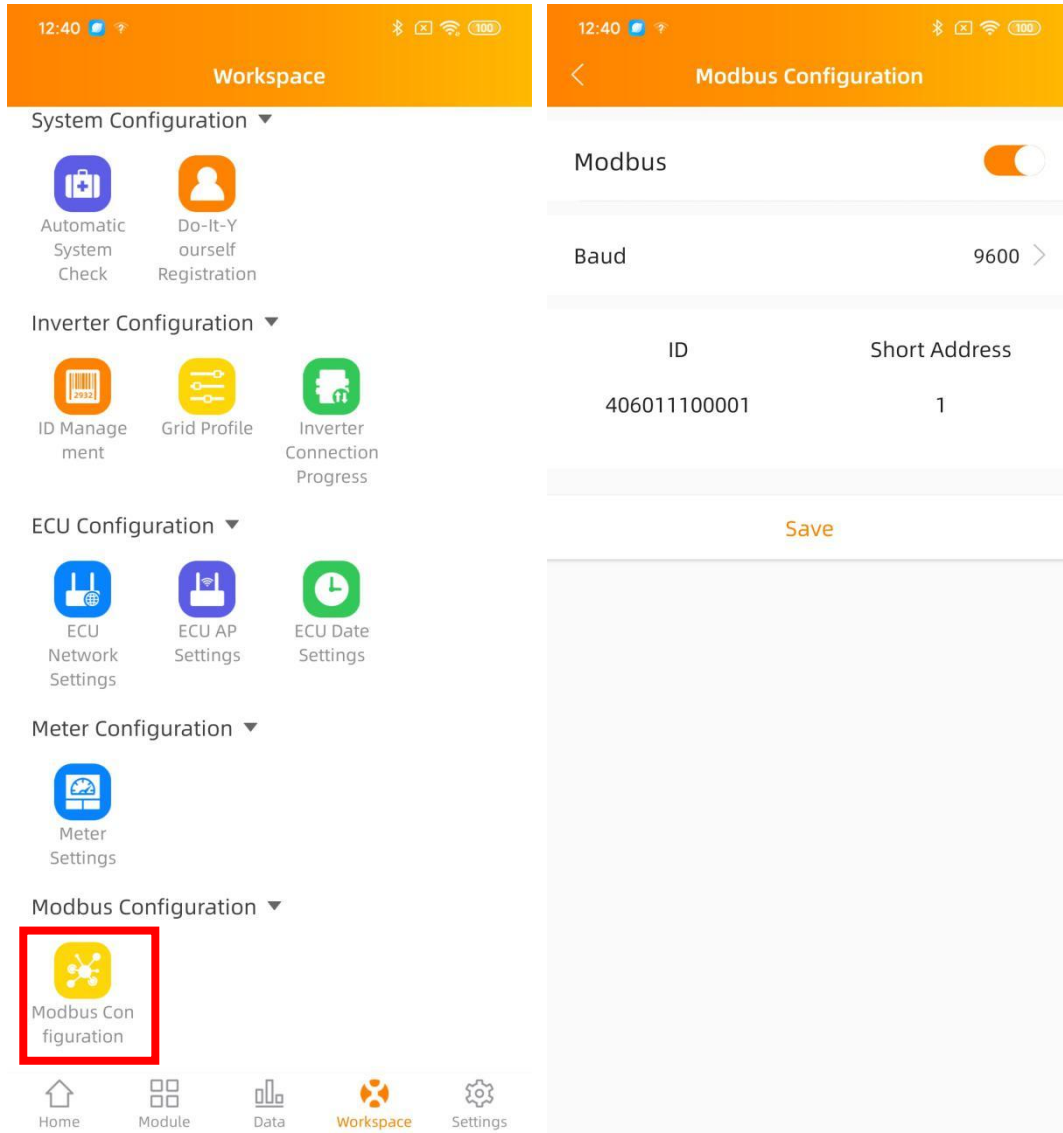 12:40
100
Workspace
System Configuration
Automatic
System
Check
Do-It-Y
ourself
Registration
Inverter Configuration
2932
ID Manage
ment
Grid Profile
Inverter
Connection
Progress
ECU Configuration
ECU
Network
Settings
ECU AP
Settings
ECU Date
Settings
Meter Configuration
Meter
Settings
Modbus Configuration
Modbus Con
figuration
Home
Module
Data
Workspace
Settings
12:40
100
Modbus Configuration
Modbus
Baud 9600
ID Short Address
406011100001 1
Save